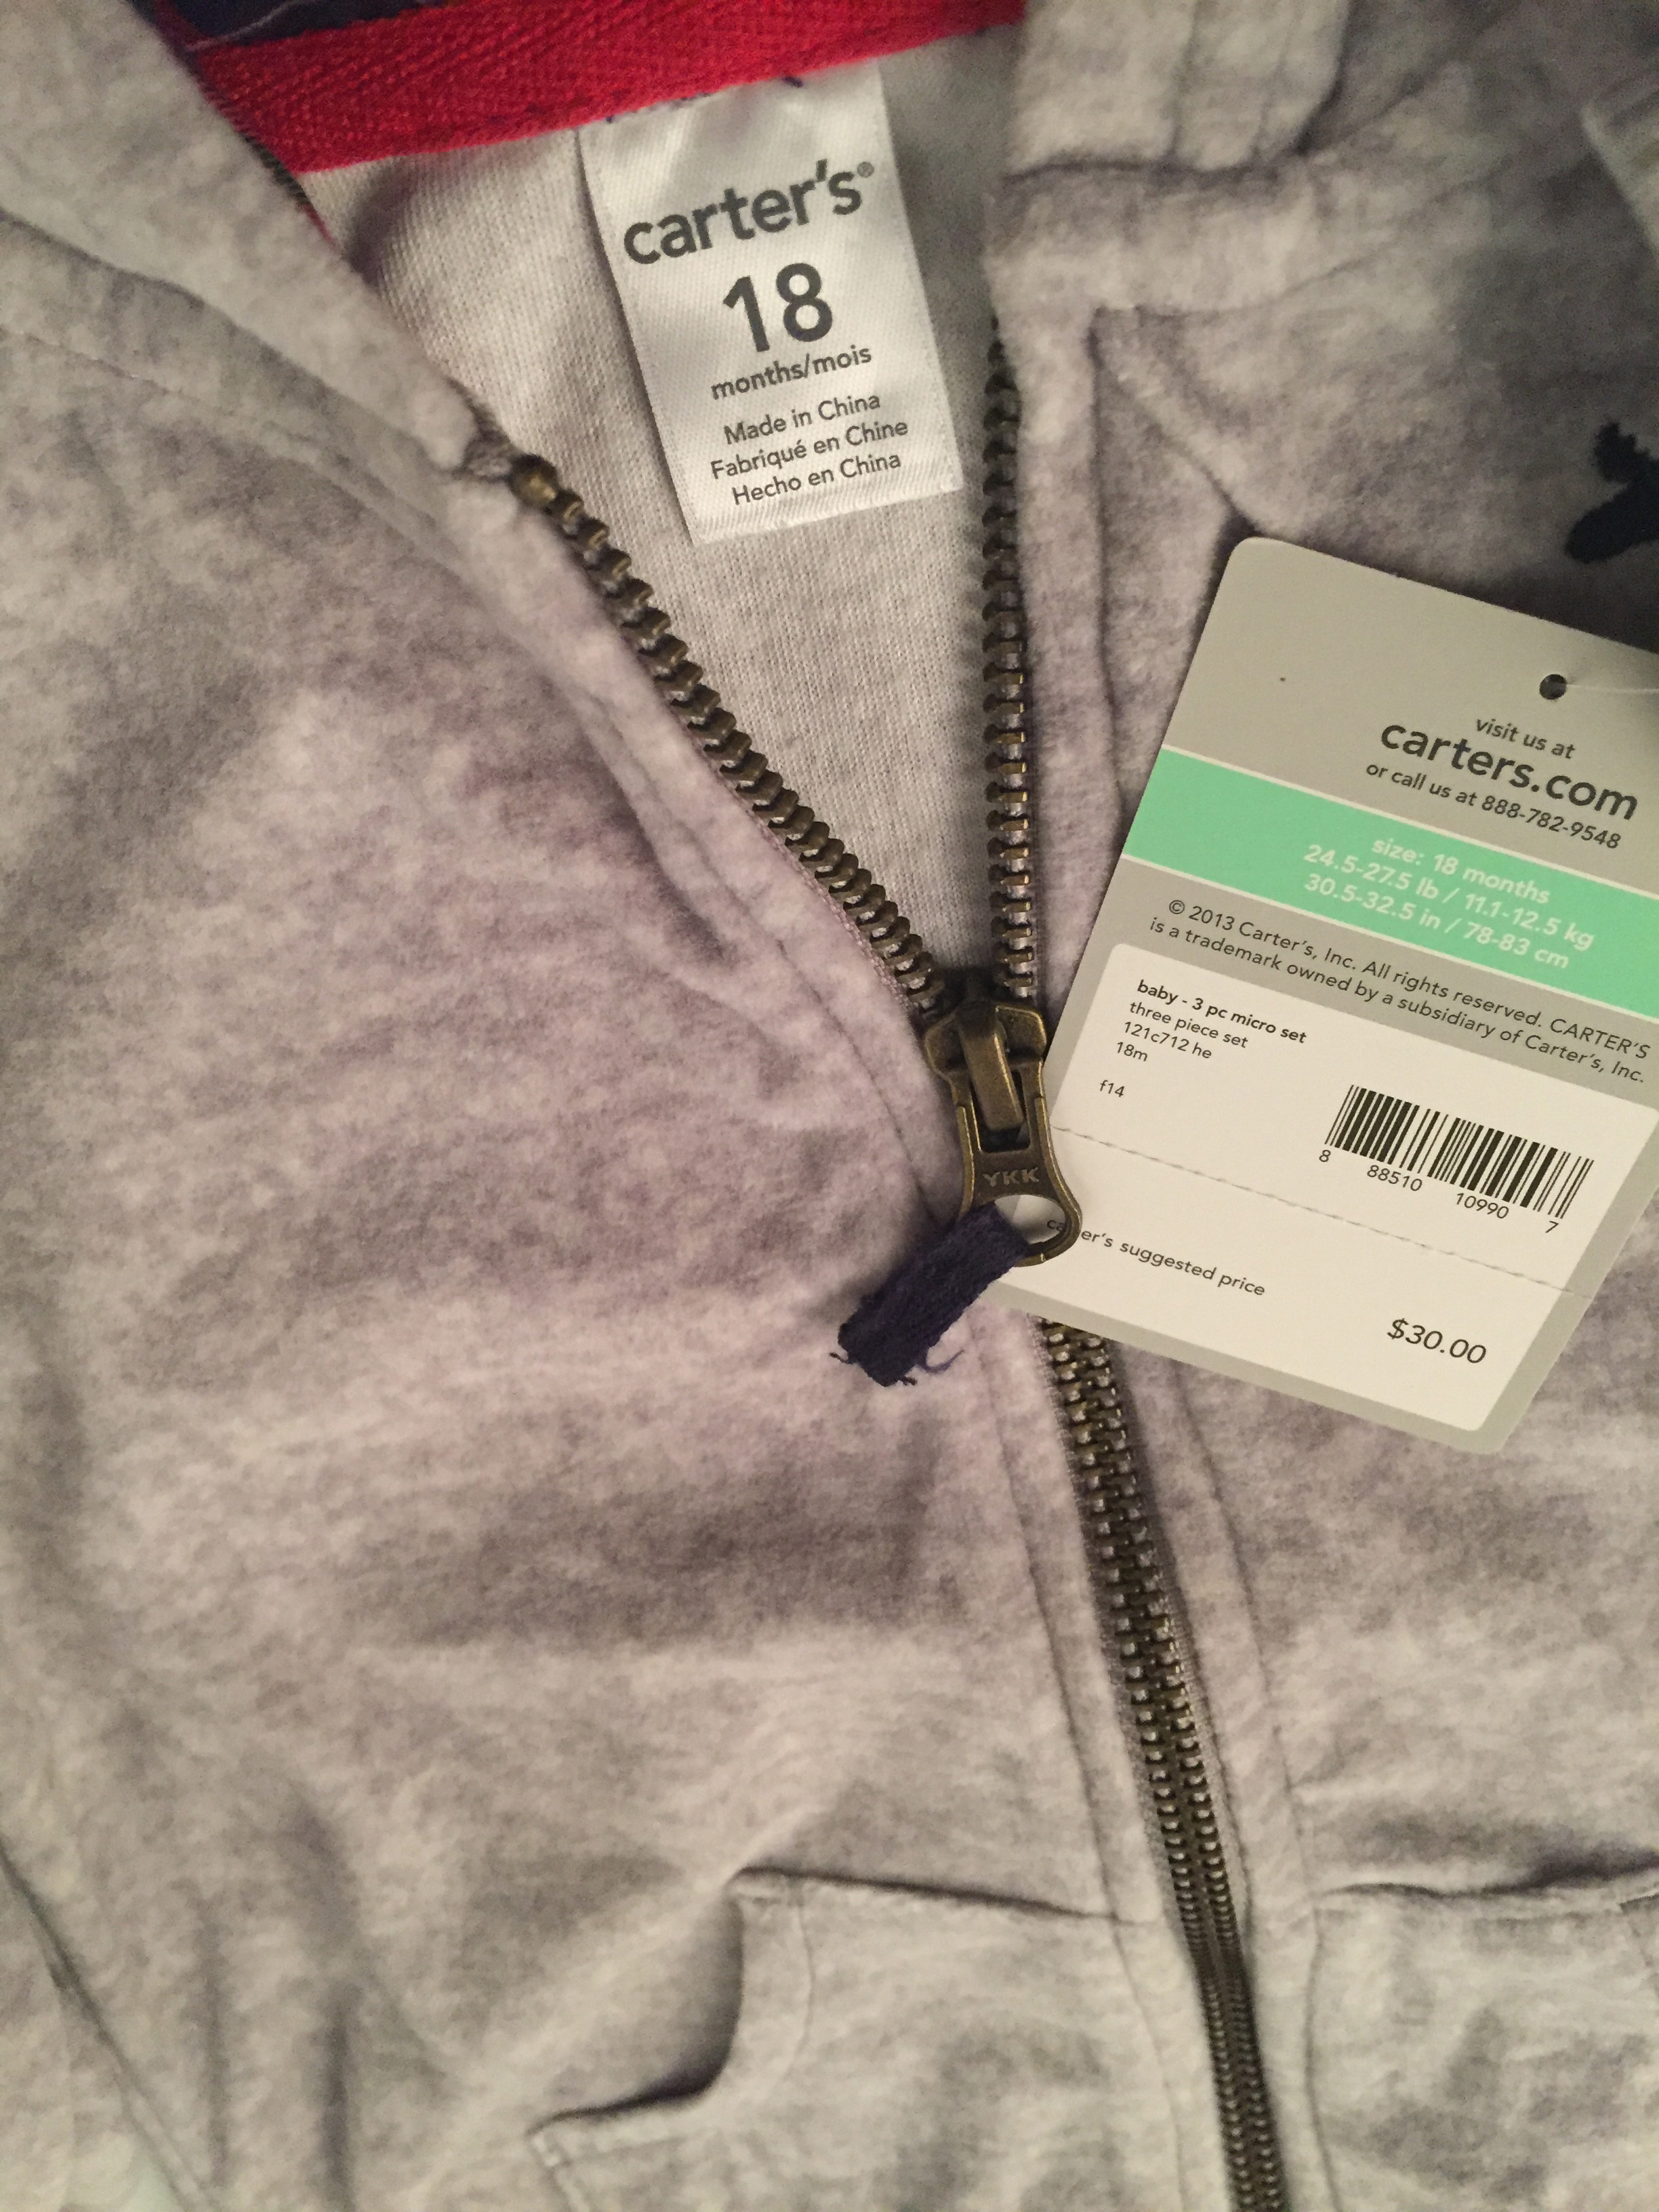 carter's®
18
months/mois
Made in China
Fabriqué en Chine
Hecho en China
visit us at
carters.com
or call us at 888-782-9548
size: 18 months
24.5-27.5 lb / 11.1-12.5 kg
30.5-32.5 in / 78-83 cm
© 2013 Carter's, Inc. All rights reserved. CARTER'S
is a trademark owned by a subsidiary of Carter's, Inc.
baby - 3 pc micro set
three piece set
121c712 he
18m
f14
8 88510 10990 7
YKK
carter's suggested price
$30.00